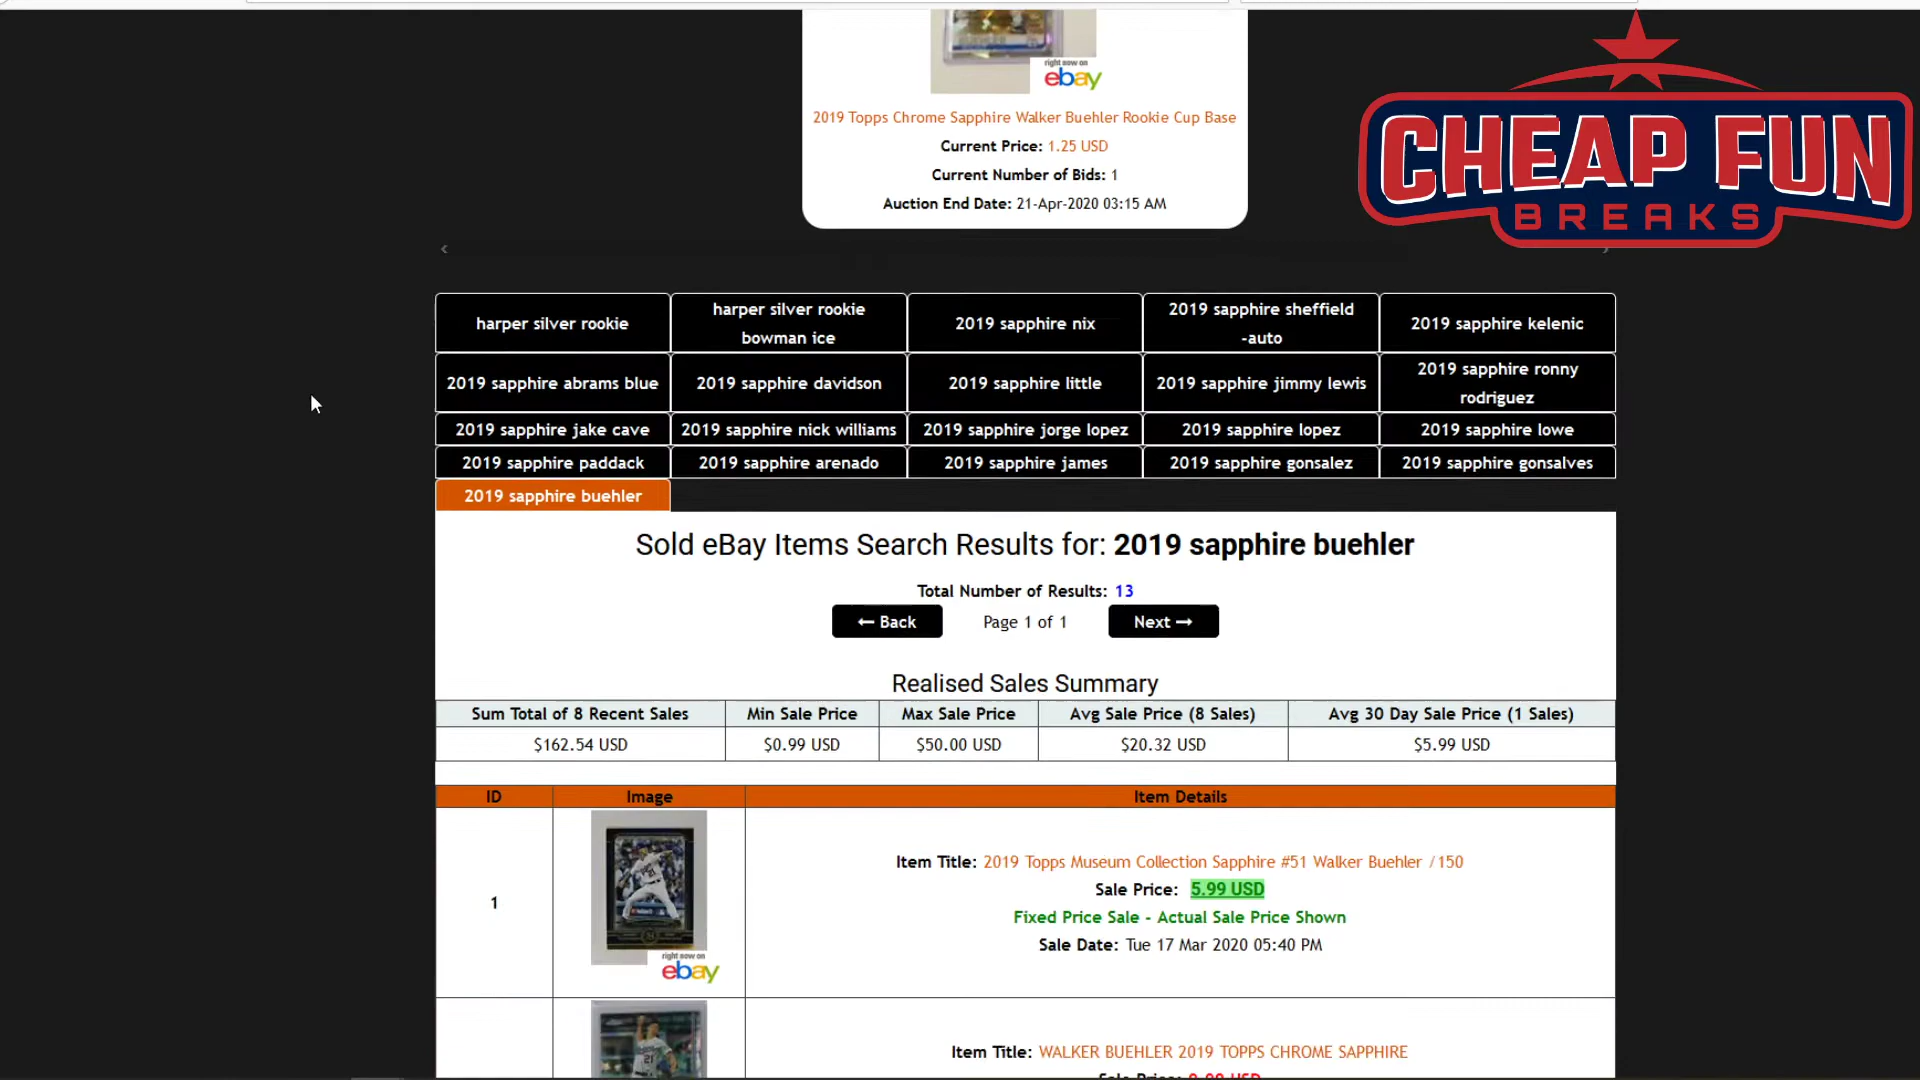 right now on
ebay
2019 Topps Chrome Sapphire Walker Buehler Rookie Cup Base
Current Price: 1.25 USD
Current Number of Bids: 1
Auction End Date: 21-Apr-2020 03:15 AM
CHEAP FUN
BREAKS
harper silver rookie
harper silver rookie
bowman ice
2019 sapphire nix
2019 sapphire sheffield
-auto
2019 sapphire kelenic
2019 sapphire abrams blue
2019 sapphire davidson
2019 sapphire little
2019 sapphire jimmy lewis
2019 sapphire ronny
rodriguez
2019 sapphire jake cave
2019 sapphire nick williams
2019 sapphire jorge lopez
2019 sapphire lopez
2019 sapphire lowe
2019 sapphire paddack
2019 sapphire arenado
2019 sapphire james
2019 sapphire gonsalez
2019 sapphire gonsalves
2019 sapphire buehler
Sold eBay Items Search Results for: 2019 sapphire buehler
Total Number of Results: 13
← Back
Page 1 of 1
Next →
Realised Sales Summary
Sum Total of 8 Recent Sales
Min Sale Price
Max Sale Price
Avg Sale Price (8 Sales)
Avg 30 Day Sale Price (1 Sales)
$162.54 USD
$0.99 USD
$50.00 USD
$20.32 USD
$5.99 USD
ID
Image
Item Details
1
right now on
ebay
Item Title: 2019 Topps Museum Collection Sapphire #51 Walker Buehler /150
Sale Price: 5.99 USD
Fixed Price Sale - Actual Sale Price Shown
Sale Date: Tue 17 Mar 2020 05:40 PM
Item Title: WALKER BUEHLER 2019 TOPPS CHROME SAPPHIRE